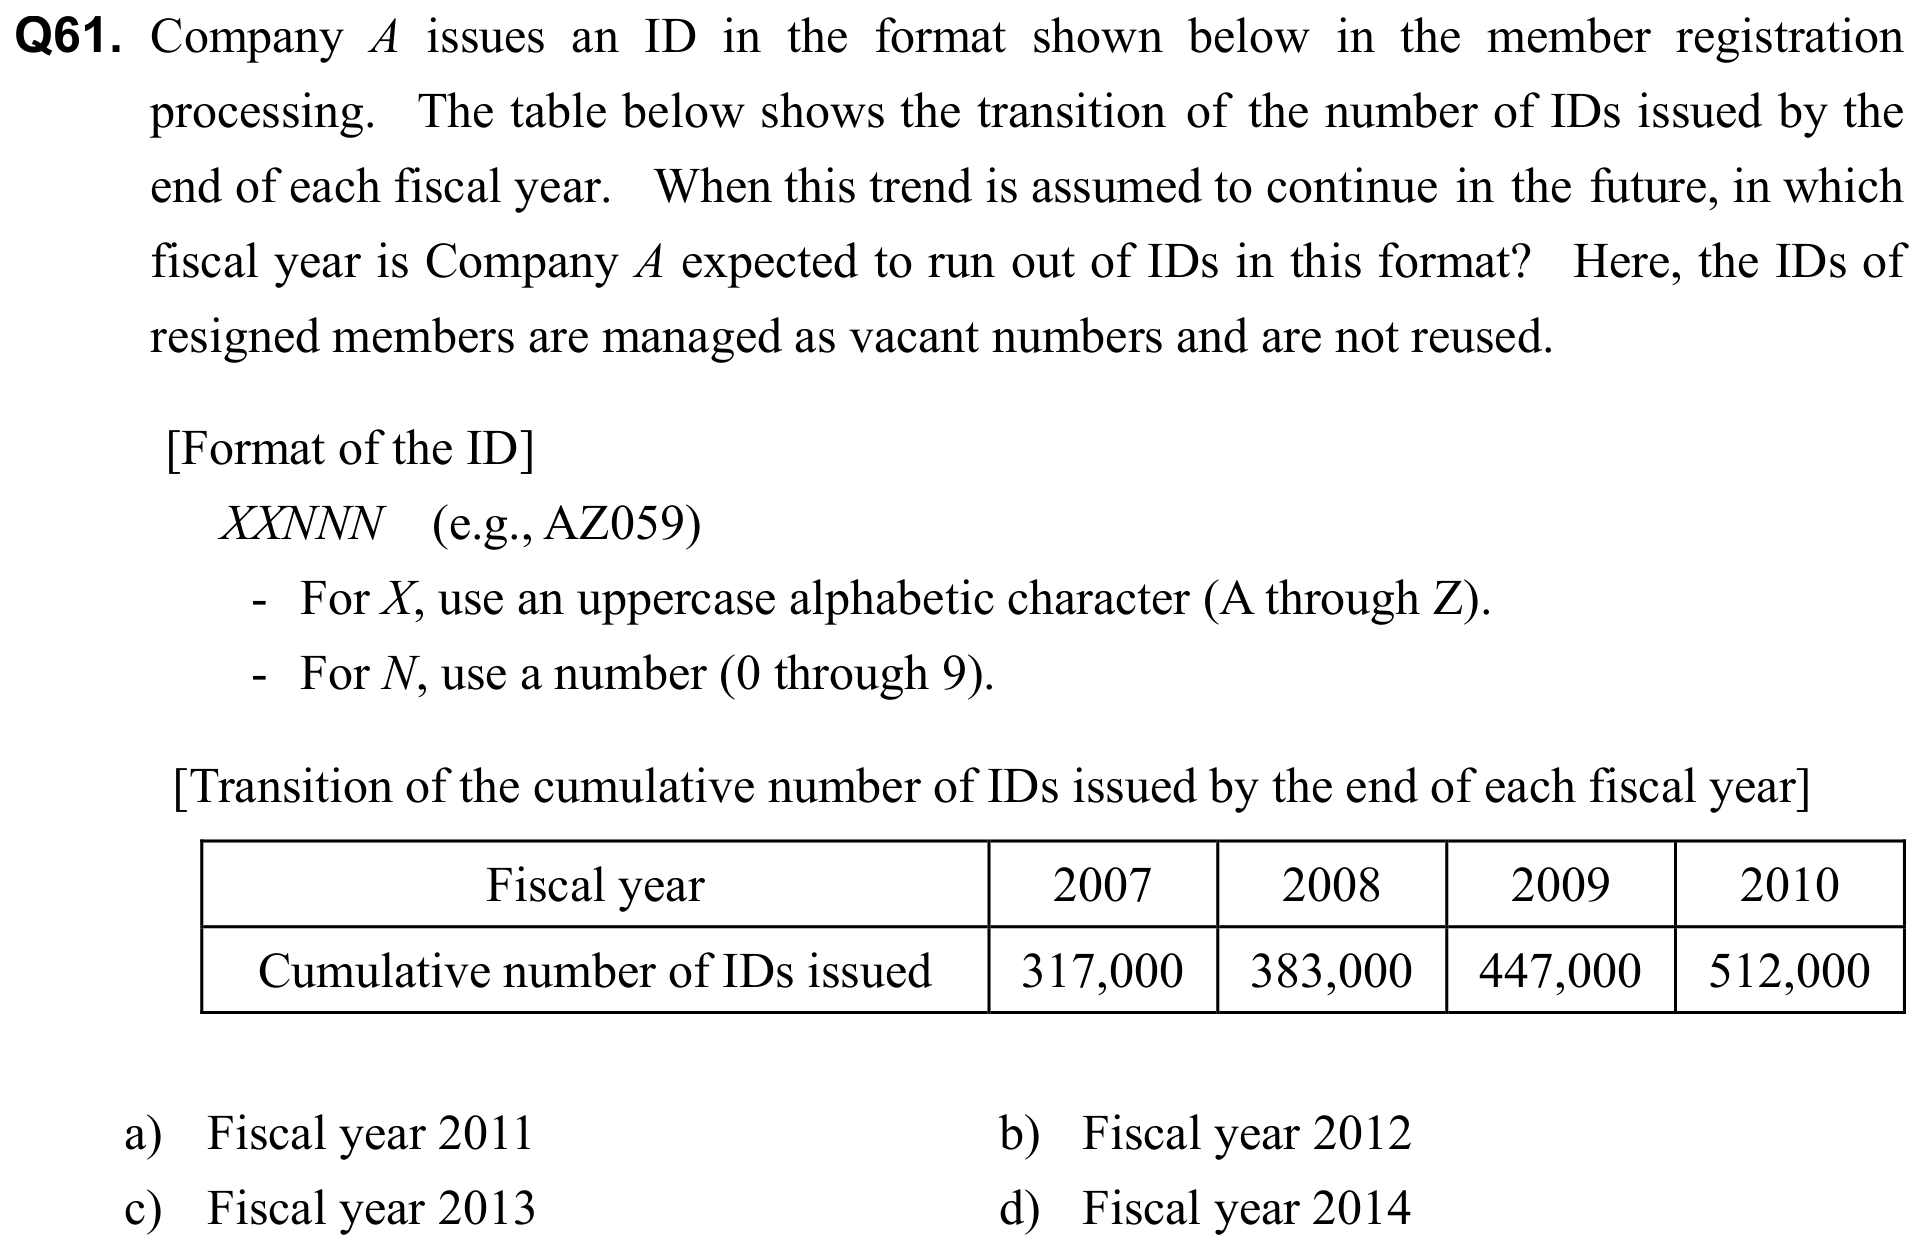 Q61. Company A issues an ID in the format shown below in the member registration
processing. The table below shows the transition of the number of IDs issued by the
end of each fiscal year. When this trend is assumed to continue in the future, in which
fiscal year is Company A expected to run out of IDs in this format? Here, the IDs of
resigned members are managed as vacant numbers and are not reused.
[Format of the ID]
XXNNN (e.g., AZ059)
- For X, use an uppercase alphabetic character (A through Z).
- For N, use a number (0 through 9).
[Transition of the cumulative number of IDs issued by the end of each fiscal year]
Fiscal year 2007 2008 2009 2010
Cumulative number of IDs issued 317,000 383,000 447,000 512,000
a) Fiscal year 2011 b) Fiscal year 2012
c) Fiscal year 2013 d) Fiscal year 2014